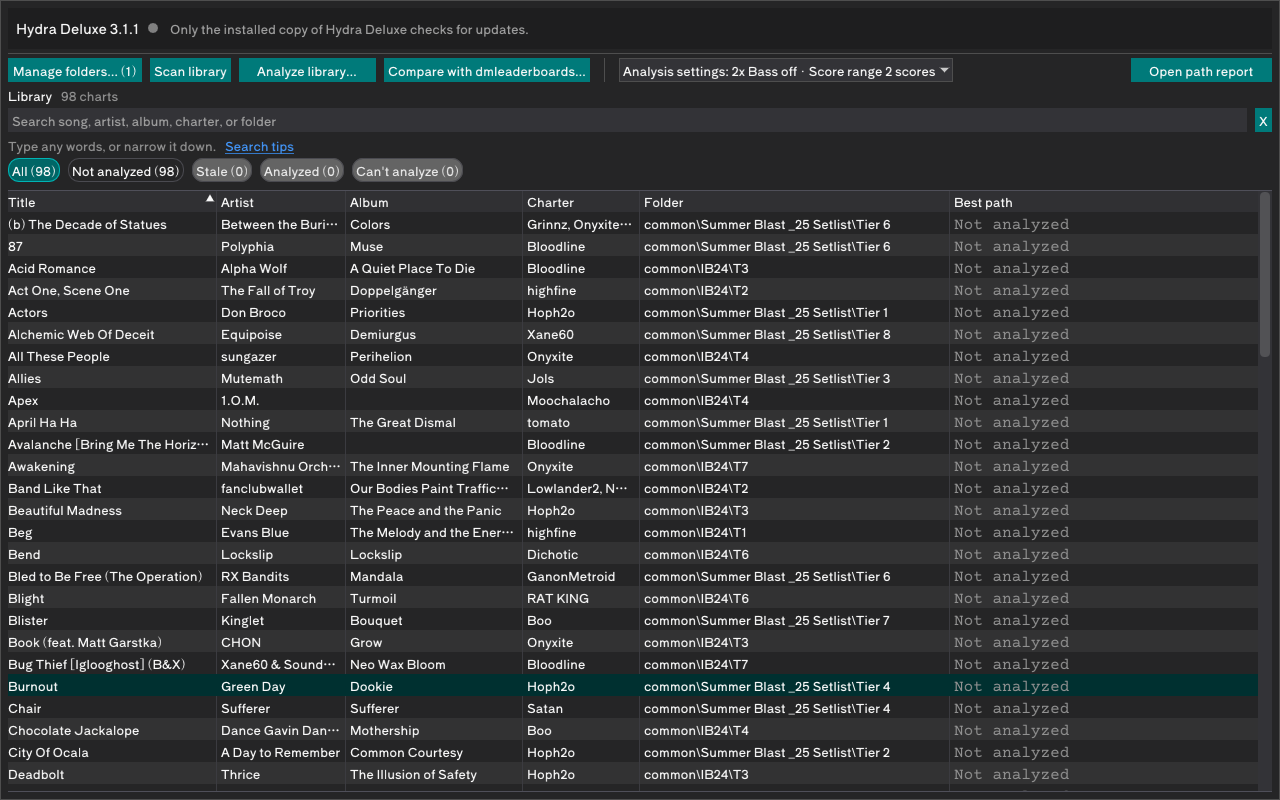 Hydra Deluxe 3.1.1 Only the installed copy of Hydra Deluxe checks for updates.
Manage folders... (1) Scan library Analyze library... Compare with dmleaderboards... Analysis settings: 2x Bass off · Score range 2 scores Open path report
Library 98 charts
Search song, artist, album, charter, or folder X
Type any words, or narrow it down. Search tips
All (98) Not analyzed (98) Stale (0) Analyzed (0) Can't analyze (0)
Title Artist Album Charter Folder Best path
(b) The Decade of Statues Between the Buri··· Colors Grinnz, Onyxite··· common\Summer Blast _25 Setlist\Tier 6 Not analyzed
87 Polyphia Muse Bloodline common\Summer Blast _25 Setlist\Tier 6 Not analyzed
Acid Romance Alpha Wolf A Quiet Place To Die Bloodline common\IB24\T3 Not analyzed
Act One, Scene One The Fall of Troy Doppelgänger highfine common\IB24\T2 Not analyzed
Actors Don Broco Priorities Hoph2o common\Summer Blast _25 Setlist\Tier 1 Not analyzed
Alchemic Web Of Deceit Equipoise Demiurgus Xane60 common\Summer Blast _25 Setlist\Tier 8 Not analyzed
All These People sungazer Perihelion Onyxite common\IB24\T4 Not analyzed
Allies Mutemath Odd Soul Jols common\Summer Blast _25 Setlist\Tier 3 Not analyzed
Apex 1.O.M. Moochalacho common\IB24\T4 Not analyzed
April Ha Ha Nothing The Great Dismal tomato common\Summer Blast _25 Setlist\Tier 1 Not analyzed
Avalanche [Bring Me The Horiz··· Matt McGuire Bloodline common\Summer Blast _25 Setlist\Tier 2 Not analyzed
Awakening Mahavishnu Orch··· The Inner Mounting Flame Onyxite common\IB24\T7 Not analyzed
Band Like That fanclubwallet Our Bodies Paint Traffic··· Lowlander2, N··· common\IB24\T2 Not analyzed
Beautiful Madness Neck Deep The Peace and the Panic Hoph2o common\IB24\T3 Not analyzed
Beg Evans Blue The Melody and the Ener··· highfine common\IB24\T1 Not analyzed
Bend Lockslip Lockslip Dichotic common\IB24\T6 Not analyzed
Bled to Be Free (The Operation) RX Bandits Mandala GanonMetroid common\Summer Blast _25 Setlist\Tier 6 Not analyzed
Blight Fallen Monarch Turmoil RAT KING common\IB24\T6 Not analyzed
Blister Kinglet Bouquet Boo common\Summer Blast _25 Setlist\Tier 7 Not analyzed
Book (feat. Matt Garstka) CHON Grow Onyxite common\IB24\T3 Not analyzed
Bug Thief [Iglooghost] (B&X) Xane60 & Sound··· Neo Wax Bloom Bloodline common\IB24\T7 Not analyzed
Burnout Green Day Dookie Hoph2o common\Summer Blast _25 Setlist\Tier 4 Not analyzed
Chair Sufferer Sufferer Satan common\Summer Blast _25 Setlist\Tier 4 Not analyzed
Chocolate Jackalope Dance Gavin Dan··· Mothership Boo common\IB24\T4 Not analyzed
City Of Ocala A Day to Remember Common Courtesy Hoph2o common\Summer Blast _25 Setlist\Tier 2 Not analyzed
Deadbolt Thrice The Illusion of Safety Hoph2o common\IB24\T3 Not analyzed